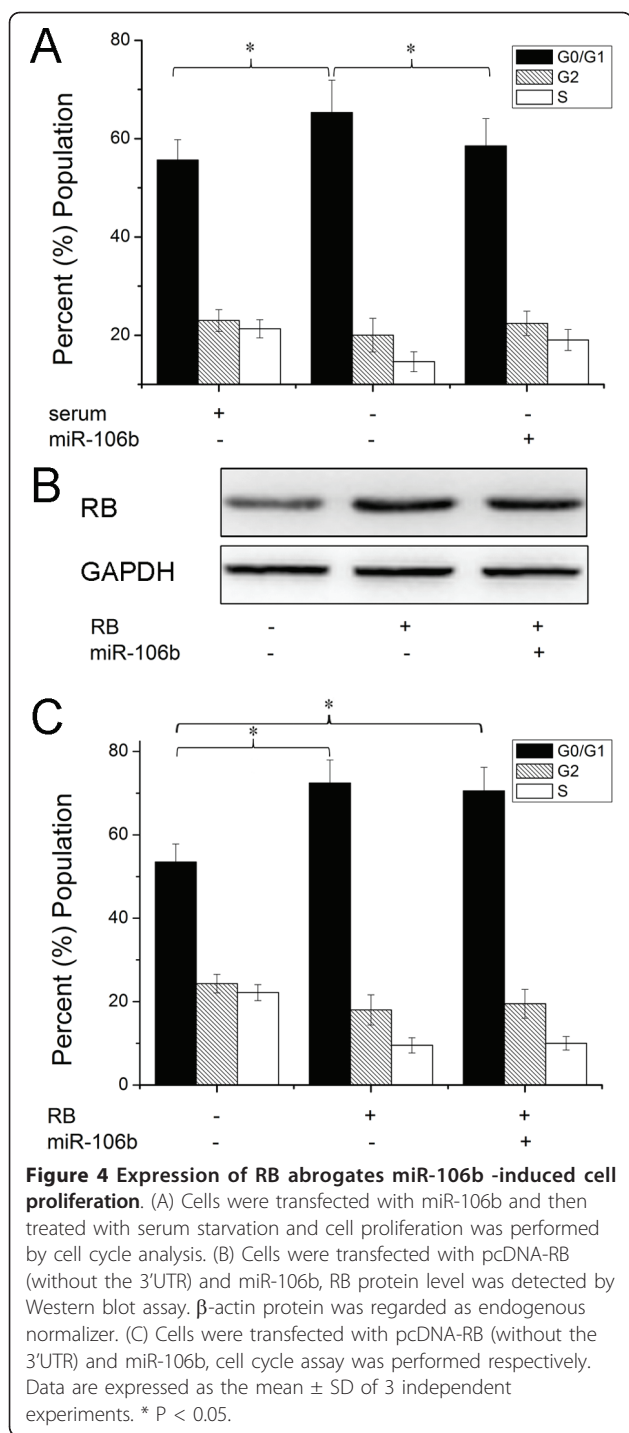 A
80
60
40
20
Percent (%) Population
* *
G0/G1
G2
S
serum + - -
miR-106b - - +
B
RB
GAPDH
RB - + +
miR-106b - - +
C
80
60
40
20
0
Percent (%) Population
*
*
G0/G1
G2
S
RB - + +
miR-106b - - +
Figure 4 Expression of RB abrogates miR-106b -induced cell
proliferation. (A) Cells were transfected with miR-106b and then
treated with serum starvation and cell proliferation was performed
by cell cycle analysis. (B) Cells were transfected with pcDNA-RB
(without the 3'UTR) and miR-106b, RB protein level was detected by
Western blot assay. β-actin protein was regarded as endogenous
normalizer. (C) Cells were transfected with pcDNA-RB (without the
3'UTR) and miR-106b, cell cycle assay was performed respectively.
Data are expressed as the mean ± SD of 3 independent
experiments. * P < 0.05.